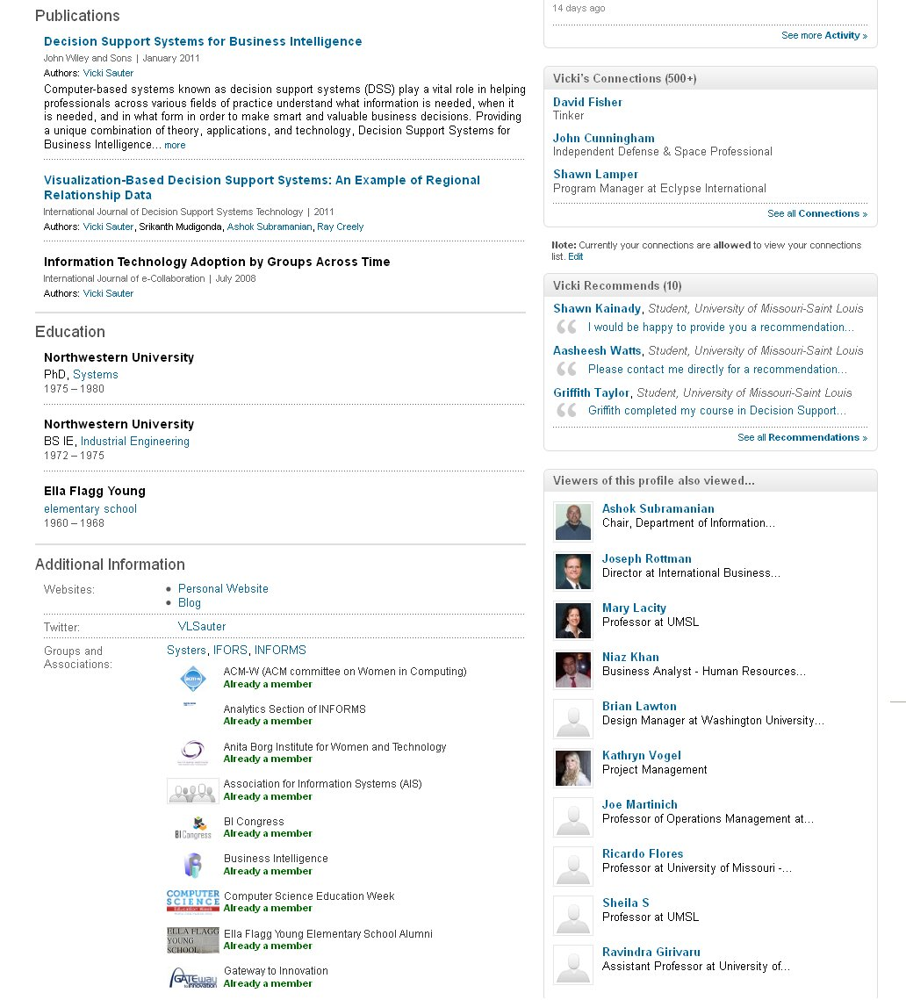 Publications
Decision Support Systems for Business Intelligence
John Wiley and Sons | January 2011
Authors: Vicki Sauter
Computer-based systems known as decision support systems (DSS) play a vital role in helping
professionals across various fields of practice understand what information is needed, when it
is needed, and in what form in order to make smart and valuable business decisions. Providing
a unique combination of theory, applications, and technology, Decision Support Systems for
Business Intelligence... more
Visualization-Based Decision Support Systems: An Example of Regional
Relationship Data
International Journal of Decision Support Systems Technology | 2011
Authors: Vicki Sauter, Srikanth Mudigonda, Ashok Subramanian, Ray Creely
Information Technology Adoption by Groups Across Time
International Journal of e-Collaboration | July 2008
Authors: Vicki Sauter
Education
Northwestern University
PhD, Systems
1975 – 1980
Northwestern University
BS IE, Industrial Engineering
1972 – 1975
Ella Flagg Young
elementary school
1960 – 1968
Additional Information
Websites:
• Personal Website
• Blog
Twitter:
VLSauter
Groups and
Associations:
Systers, IFORS, INFORMS
acm-w
ACM-W (ACM committee on Women in Computing)
Already a member
Analytics Section of INFORMS
Already a member
Anita Borg Institute for Women and Technology
Already a member
Association for Information Systems (AIS)
Already a member
BI Congress
BI Congress
Already a member
Business Intelligence
Already a member
COMPUTER
SCIENCE
Education Week
Computer Science Education Week
Already a member
ELLA FLAGG
YOUNG
SCHOOL
Ella Flagg Young Elementary School Alumni
Already a member
GATEway
to Innovation
Gateway to Innovation
Already a member
14 days ago
See more Activity »
Vicki's Connections (500+)
David Fisher
Tinker
John Cunningham
Independent Defense & Space Professional
Shawn Lamper
Program Manager at Eclypse International
See all Connections »
Note: Currently your connections are allowed to view your connections
list. Edit
Vicki Recommends (10)
Shawn Kainady, Student, University of Missouri-Saint Louis
“ I would be happy to provide you a recommendation...
Aasheesh Watts, Student, University of Missouri-Saint Louis
“ Please contact me directly for a recommendation...
Griffith Taylor, Student, University of Missouri-Saint Louis
“ Griffith completed my course in Decision Support...
See all Recommendations »
Viewers of this profile also viewed...
Ashok Subramanian
Chair, Department of Information...
Joseph Rottman
Director at International Business...
Mary Lacity
Professor at UMSL
Niaz Khan
Business Analyst - Human Resources...
Brian Lawton
Design Manager at Washington University...
Kathryn Vogel
Project Management
Joe Martinich
Professor of Operations Management at...
Ricardo Flores
Professor at University of Missouri -...
Sheila S
Professor at UMSL
Ravindra Girivaru
Assistant Professor at University of...